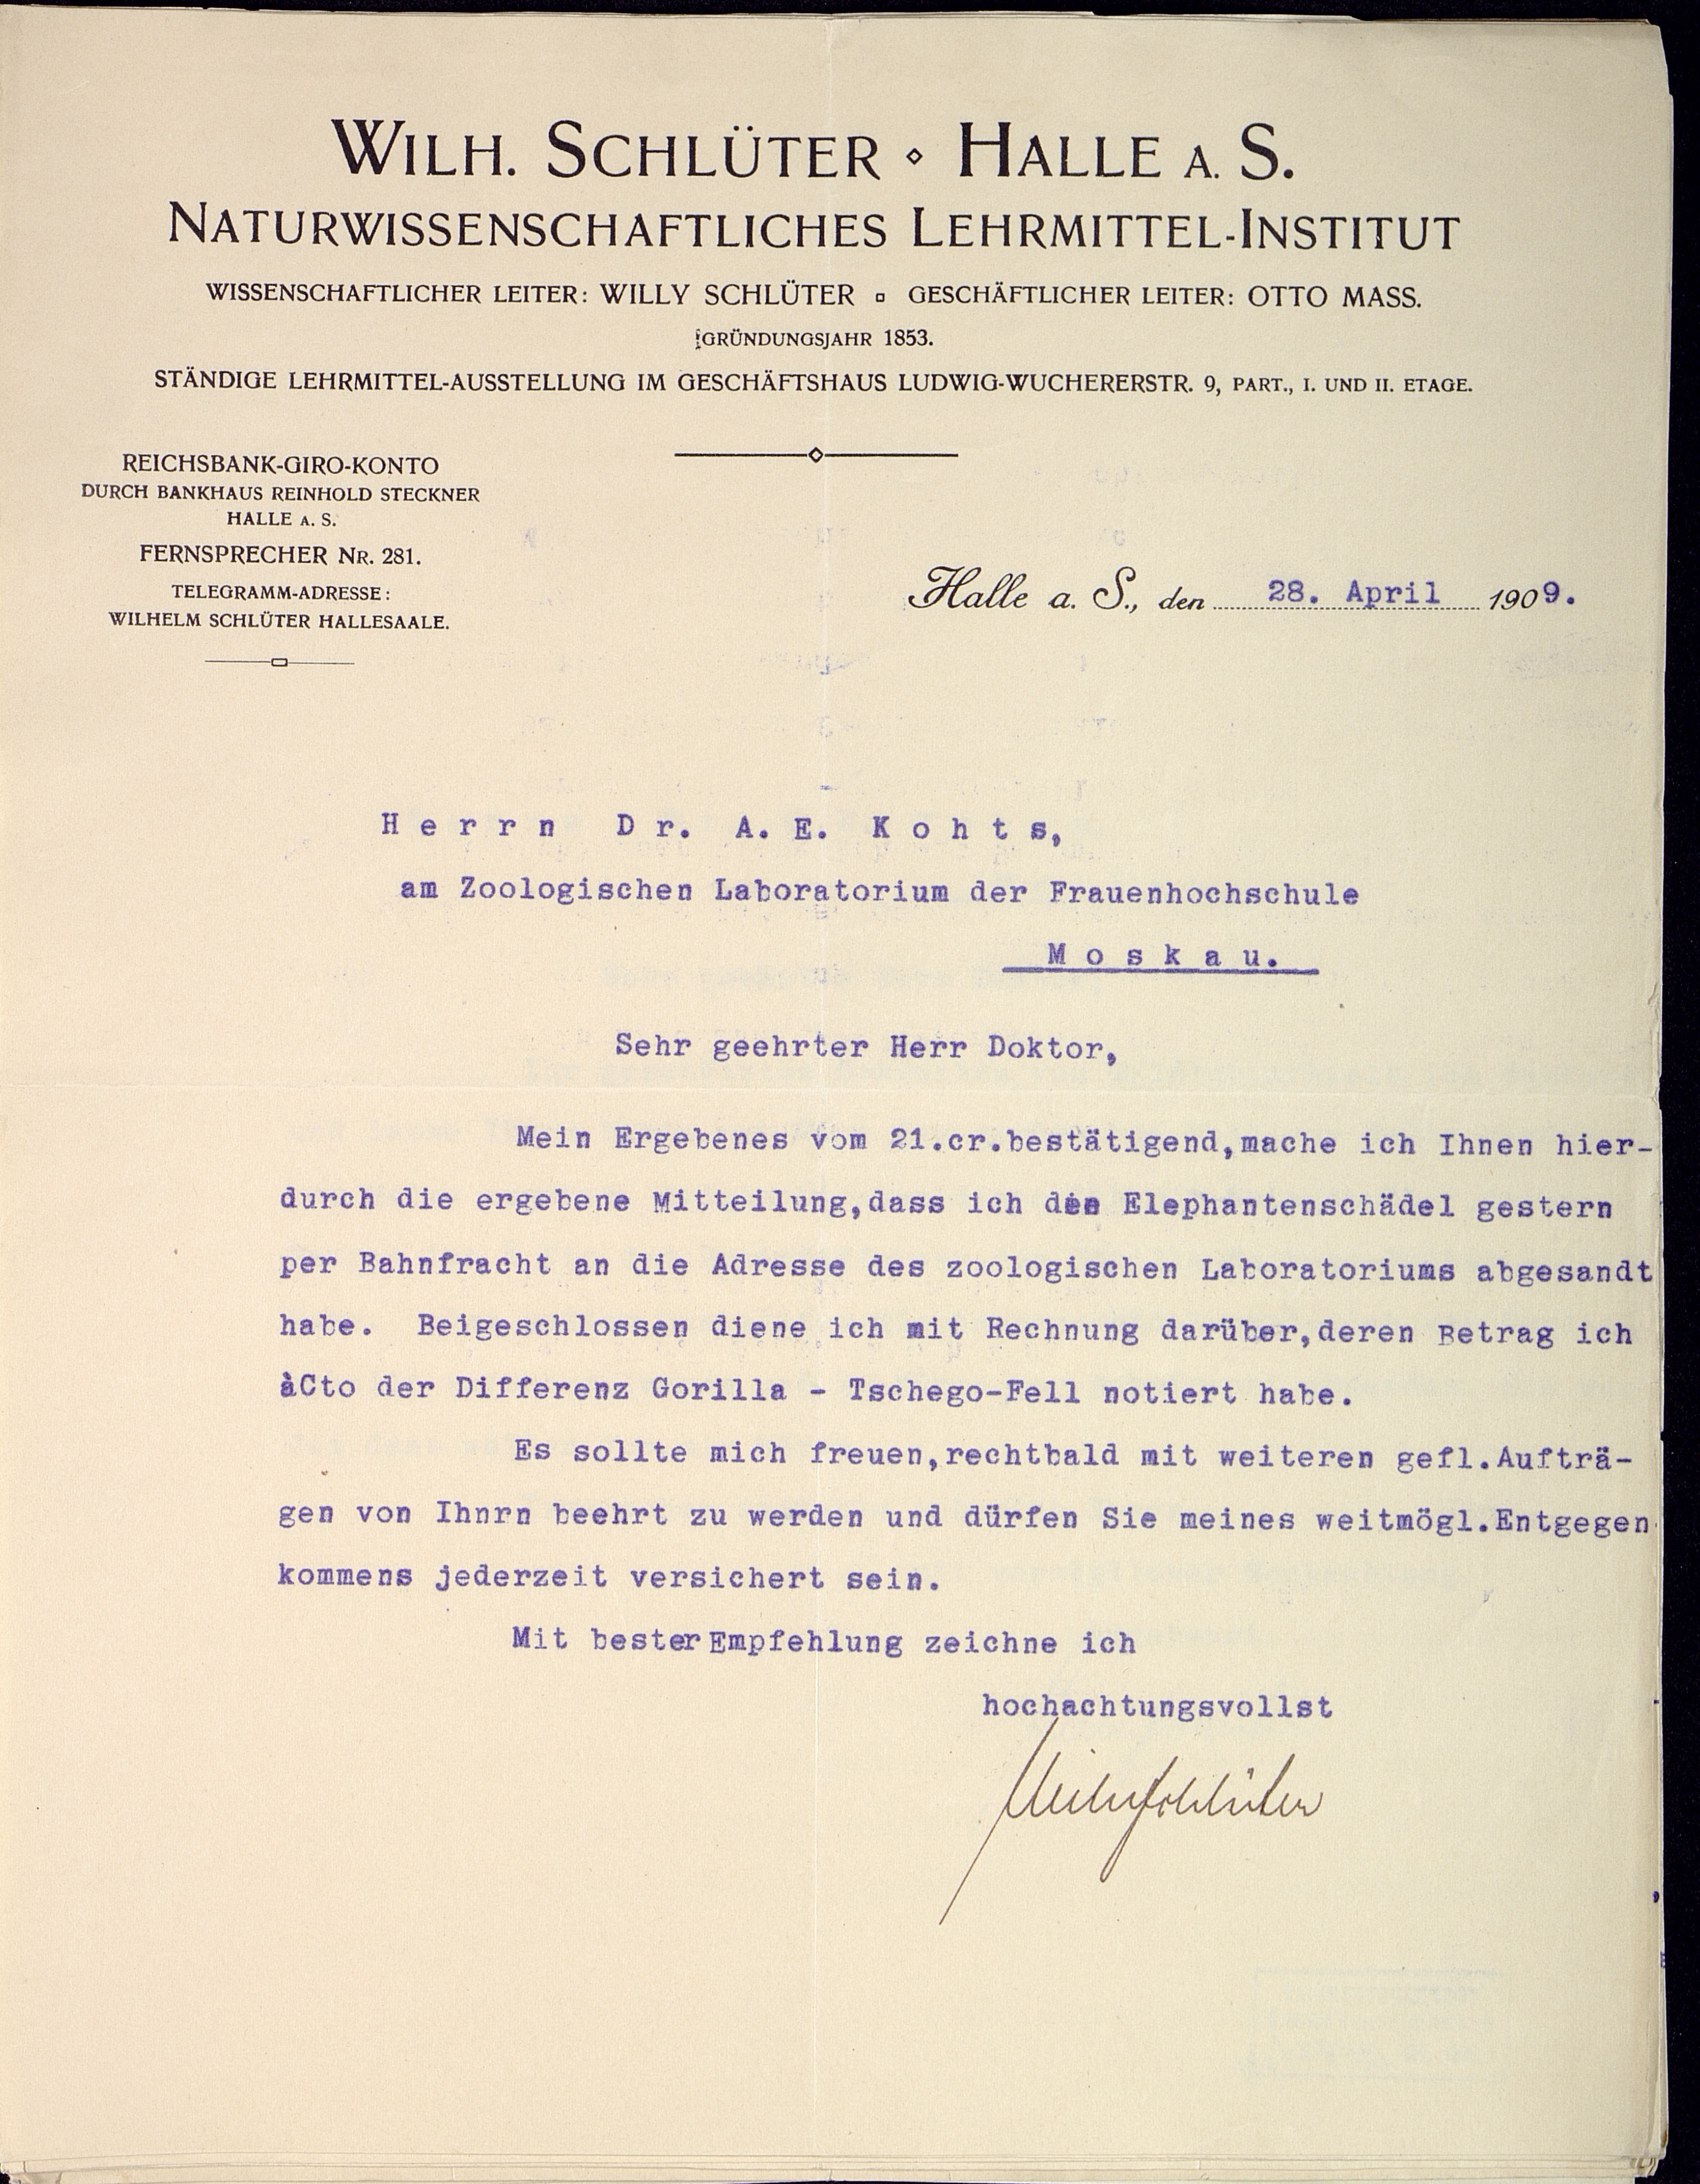 WILH. SCHLÜTER ⋄ HALLE A. S.
NATURWISSENSCHAFTLICHES LEHRMITTEL-INSTITUT
WISSENSCHAFTLICHER LEITER: WILLY SCHLÜTER ▫ GESCHÄFTLICHER LEITER: OTTO MASS.
GRÜNDUNGSJAHR 1853.
STÄNDIGE LEHRMITTEL-AUSSTELLUNG IM GESCHÄFTSHAUS LUDWIG-WUCHERERSTR. 9, PART., I. UND II. ETAGE.
REICHSBANK-GIRO-KONTO
DURCH BANKHAUS REINHOLD STECKNER
HALLE A. S.
FERNSPRECHER NR. 281.
TELEGRAMM-ADRESSE:
WILHELM SCHLÜTER HALLESAALE.
Halle a. S., den 28. April 1909.
Herrn Dr. A. E. Kohts,
am Zoologischen Laboratorium der Frauenhochschule
Moskau.
Sehr geehrter Herr Doktor,
Mein Ergebenes vom 21.cr.bestätigend,mache ich Ihnen hier-
durch die ergebene Mitteilung,dass ich den Elephantenschädel gestern
per Bahnfracht an die Adresse des zoologischen Laboratoriums abgesandt
habe. Beigeschlossen diene ich mit Rechnung darüber,deren Betrag ich
àCto der Differenz Gorilla - Tschego-Fell notiert habe.
Es sollte mich freuen,rechtbald mit weiteren gefl.Aufträ-
gen von Ihnrn beehrt zu werden und dürfen Sie meines weitmögl.Entgegen
kommens jederzeit versichert sein.
Mit bester Empfehlung zeichne ich
hochachtungsvollst
Wilh Schlüter